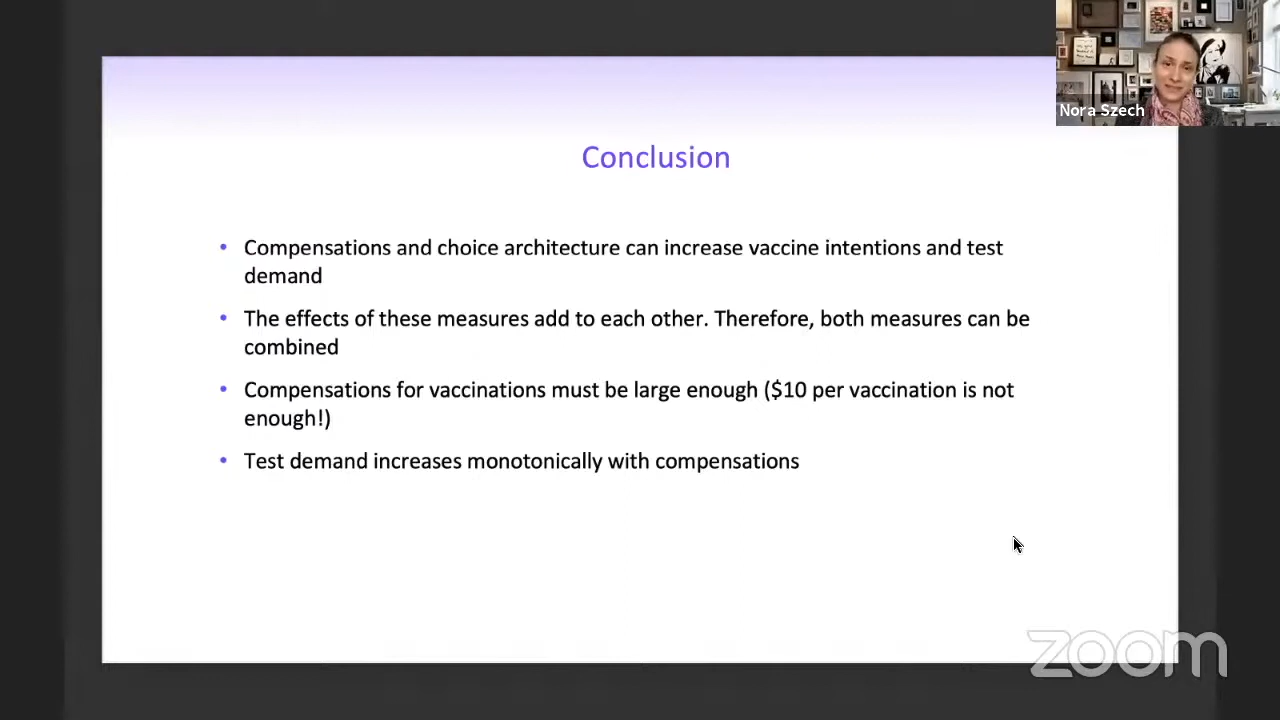 Nora Szech
Conclusion
• Compensations and choice architecture can increase vaccine intentions and test
demand
• The effects of these measures add to each other. Therefore, both measures can be
combined
• Compensations for vaccinations must be large enough ($10 per vaccination is not
enough!)
• Test demand increases monotonically with compensations
zoom